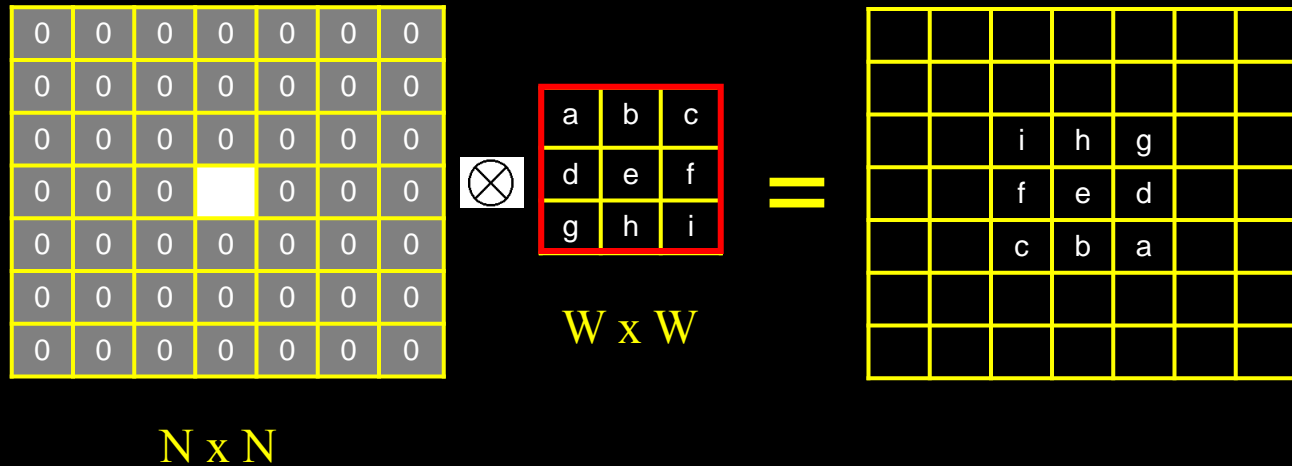 0 0 0 0 0 0 0
0 0 0 0 0 0 0
0 0 0 0 0 0 0
0 0 0 0 0 0
0 0 0 0 0 0 0
0 0 0 0 0 0 0
0 0 0 0 0 0 0
N x N
⊗
a b c
d e f
g h i
W x W
=
i h g
f e d
c b a